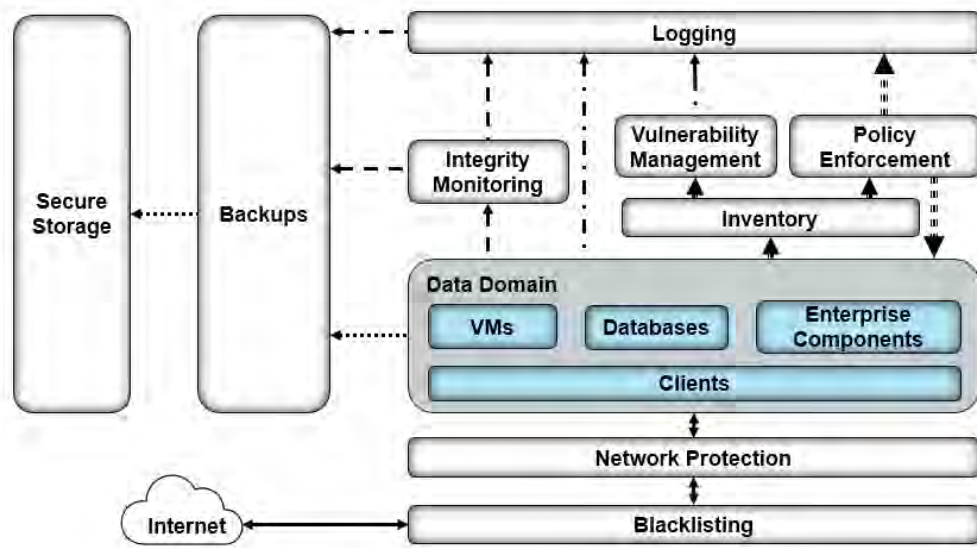 Logging
Vulnerability
Management
Policy
Enforcement
Integrity
Monitoring
Secure
Storage
Backups
Inventory
Data Domain
VMs
Databases
Enterprise
Components
Clients
Network Protection
Internet
Blacklisting